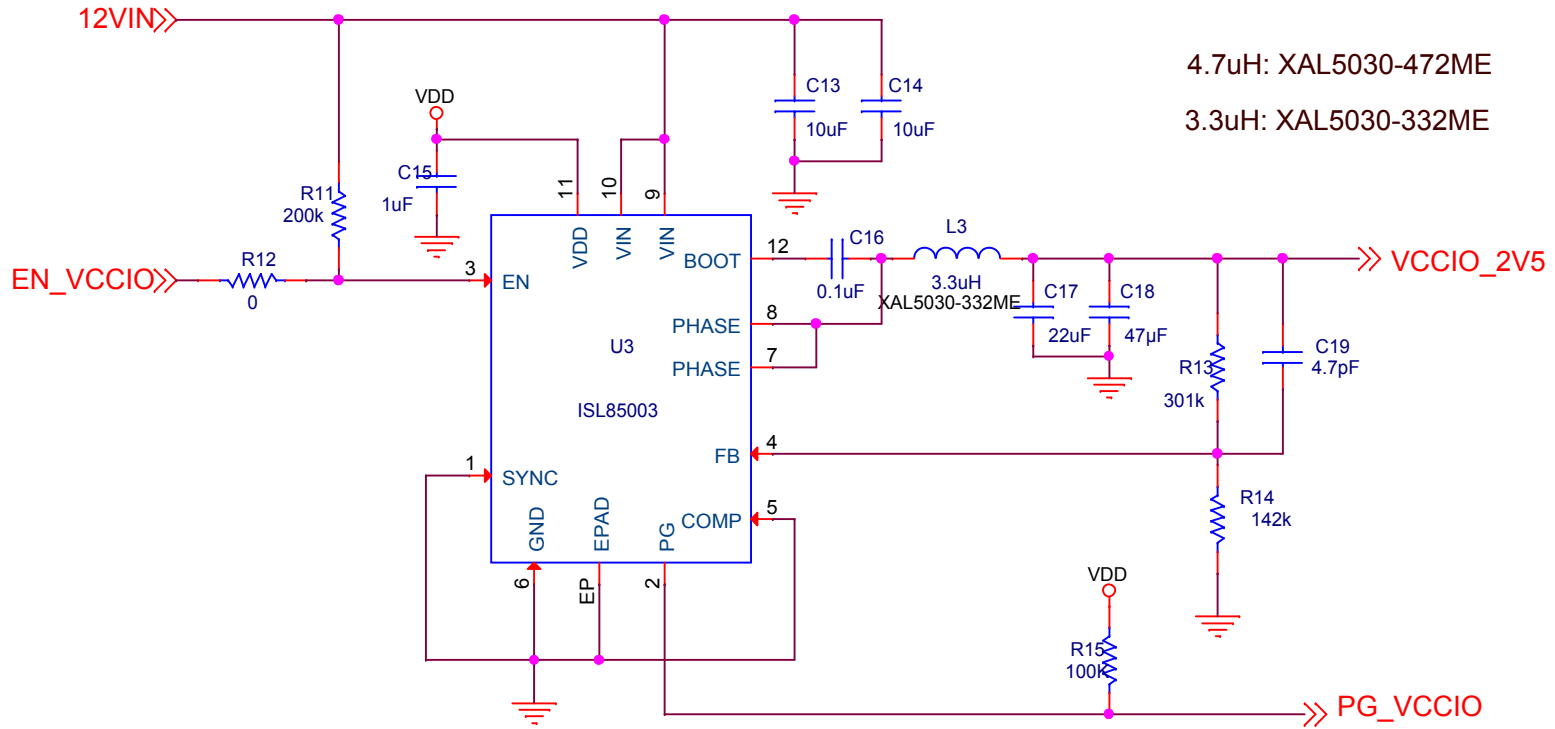 12VIN
4.7uH: XAL5030-472ME
3.3uH: XAL5030-332ME
VDD
C13
10uF
C14
10uF
C15
1uF
R11
200k
11
10
9
VDD
VIN
VIN
EN_VCCIO
R12
0
3
EN
BOOT
12
C16
0.1uF
L3
3.3uH
XAL5030-332ME
VCCIO_2V5
C17
22uF
C18
47µF
PHASE
8
PHASE
7
U3
ISL85003
R13
301k
C19
4.7pF
FB
4
1
SYNC
COMP
5
R14
142k
GND
EPAD
PG
6
EP
2
VDD
R15
100K
PG_VCCIO